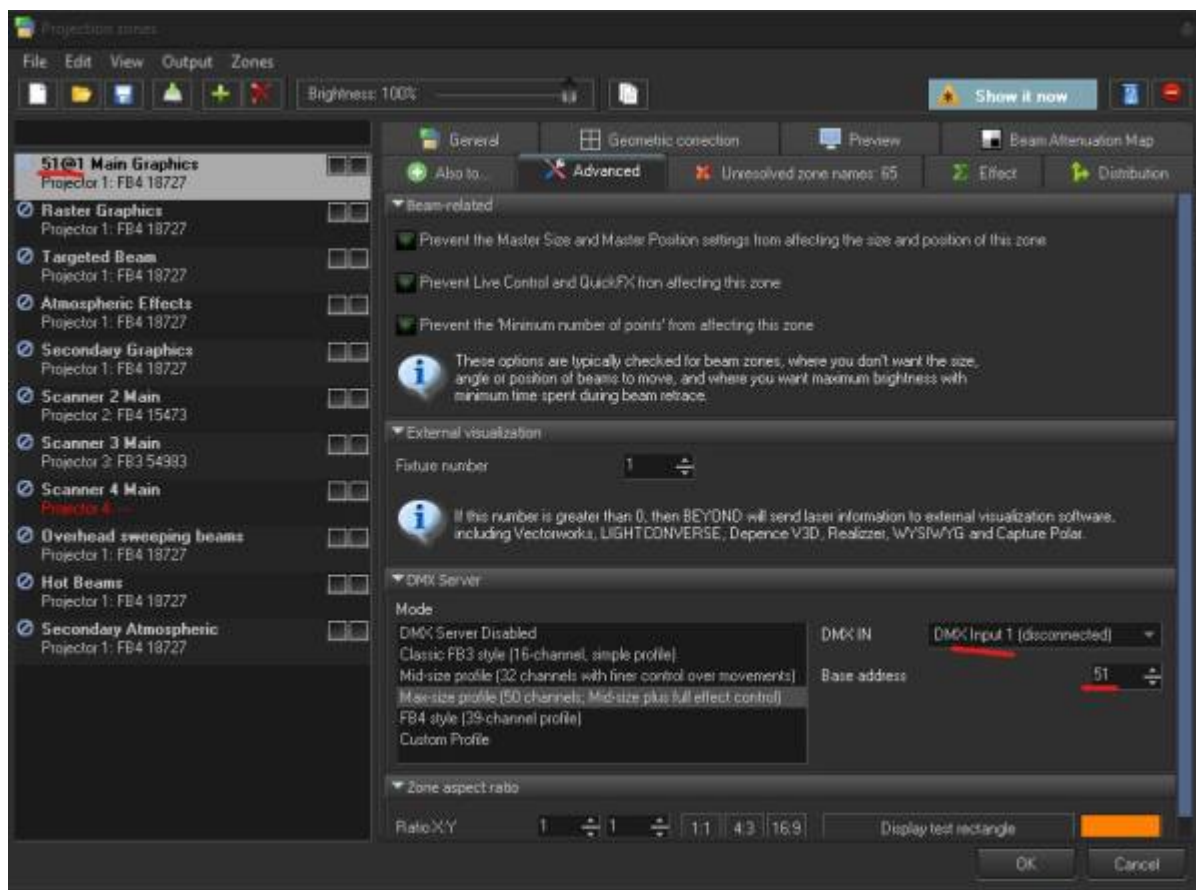 Projection zones
File Edit View Output Zones
Brightness: 100%
Show it now
51@1 Main Graphics
Projector 1: FB4 18727
Raster Graphics
Projector 1: FB4 18727
Targeted Beam
Projector 1: FB4 18727
Atmospheric Effects
Projector 1: FB4 18727
Secondary Graphics
Projector 1: FB4 18727
Scanner 2 Main
Projector 2: FB4 15473
Scanner 3 Main
Projector 3: FB3 54983
Scanner 4 Main
Projector 4: ---
Overhead sweeping beams
Projector 1: FB4 18727
Hot Beams
Projector 1: FB4 18727
Secondary Atmospheric
Projector 1: FB4 18727
General Geometric correction Preview Beam Attenuation Map
Also to... Advanced Unresolved zone names: 65 Effect Distribution
Beam-related
Prevent the Master Size and Master Position settings from affecting the size and position of this zone
Prevent Live Control and QuickFX from affecting this zone
Prevent the 'Minimum number of points' from affecting this zone
These options are typically checked for beam zones, where you don't want the size,
angle or position of beams to move, and where you want maximum brightness with
minimum time spent during beam retrace.
External visualization
Fixture number 1
If this number is greater than 0, then BEYOND will send laser information to external visualization software,
including Vectorworks, LIGHTCONVERSE, Depence V3D, Realizzer, WYSIWYG and Capture Polar.
DMX Server
Mode
DMX Server Disabled
Classic FB3 style (16-channel, simple profile)
Mid-size profile (32 channels with finer control over movements)
Max-size profile (50 channels; Mid-size plus full effect control)
FB4 style (39-channel profile)
Custom Profile
DMX IN DMX Input 1 (disconnected)
Base address 51
Zone aspect ratio
Ratio X:Y 1 1 1:1 4:3 16:9 Display test rectangle
OK Cancel